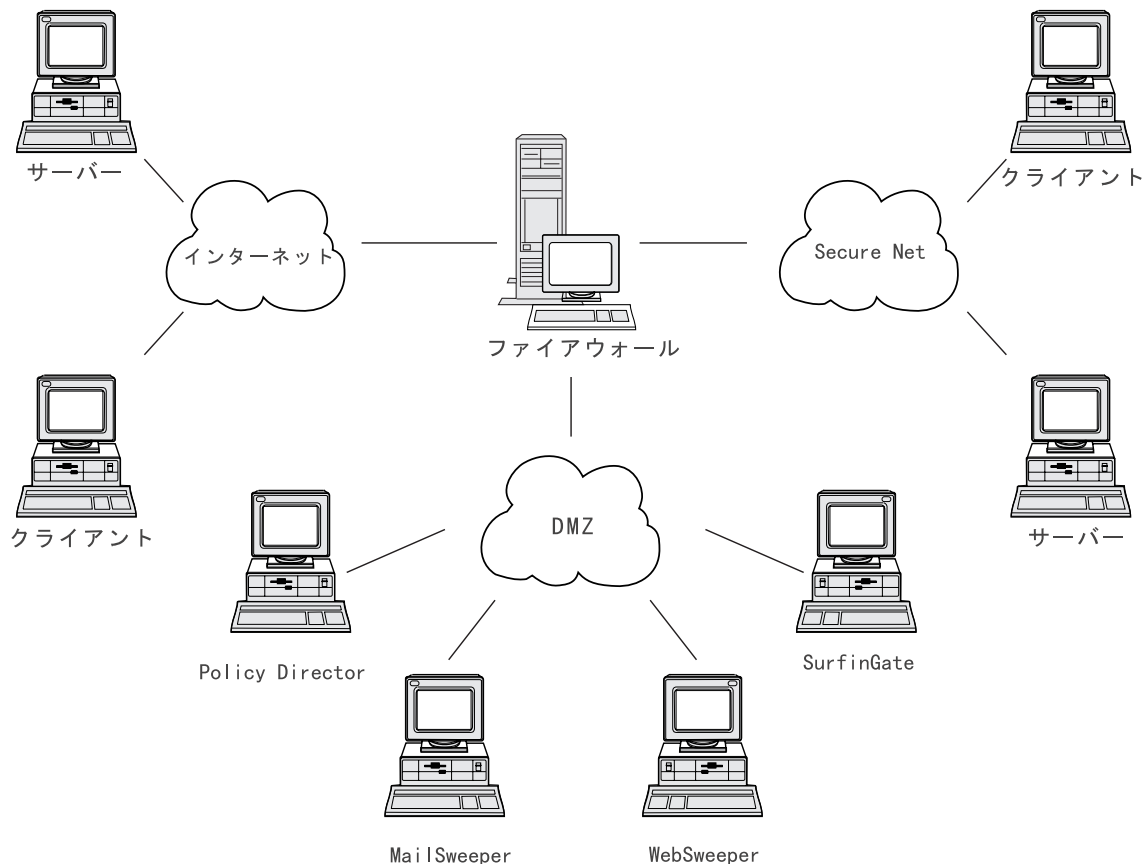 サーバー
クライアント
インターネット
Secure Net
ファイアウォール
クライアント
DMZ
サーバー
Policy Director
SurfinGate
MailSweeper
WebSweeper